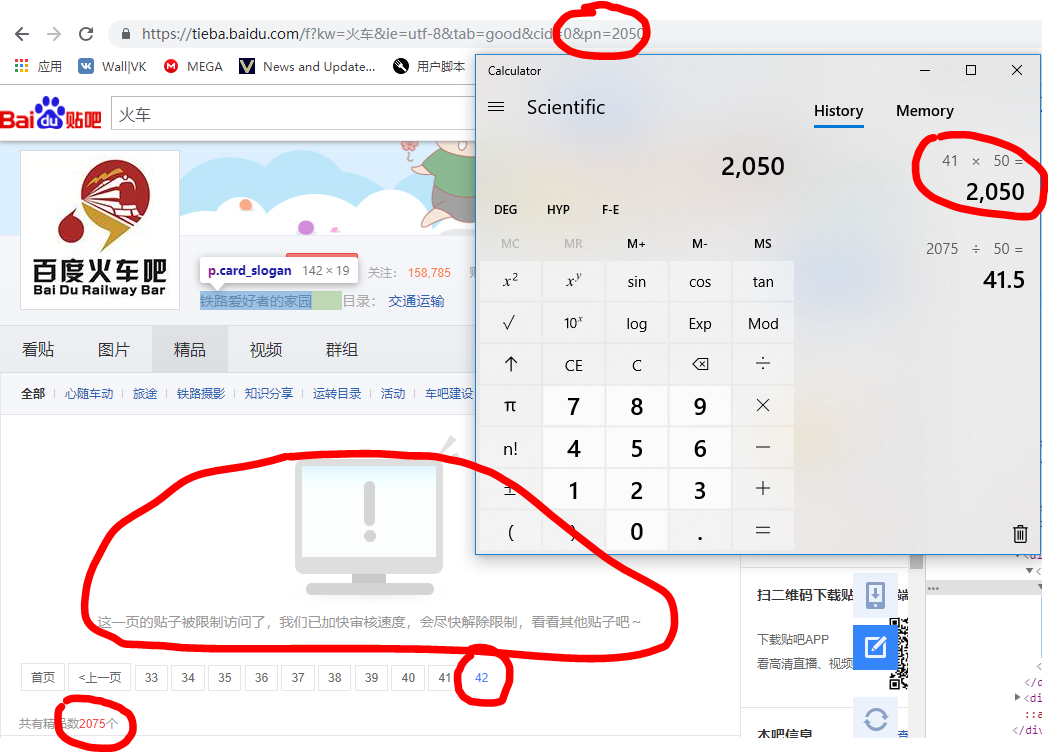 https://tieba.baidu.com/f?kw=火车&ie=utf-8&tab=good&cid=0&pn=2050
应用 Wall|VK MEGA News and Update... 用户脚本
Bai du 贴吧 火车
百度火车吧
Bai Du Railway Bar
p.card_slogan 142 × 19
关注: 158,785
铁路爱好者的家园 目录: 交通运输
看贴 图片 精品 视频 群组
全部 心随车动 旅途 铁路摄影 知识分享 运转目录 活动 车吧建设
这一页的贴子被限制访问了，我们已加快审核速度，会尽快解除限制，看看其他贴子吧～
首页 <上一页 33 34 35 36 37 38 39 40 41 42
共有精品数2075个
Calculator
Scientific
History Memory
2,050
41 × 50 =
2,050
2075 ÷ 50 =
41.5
DEG HYP F-E
MC MR M+ M- MS
x² xʸ sin cos tan
√ 10ˣ log Exp Mod
↑ CE C ⌫ ÷
π 7 8 9 ×
n! 4 5 6 −
± 1 2 3 +
( ) 0 . =
扫二维码下载贴 端
下载贴吧APP
看高清直播、视频
本吧信息 查
</di
::a
</div